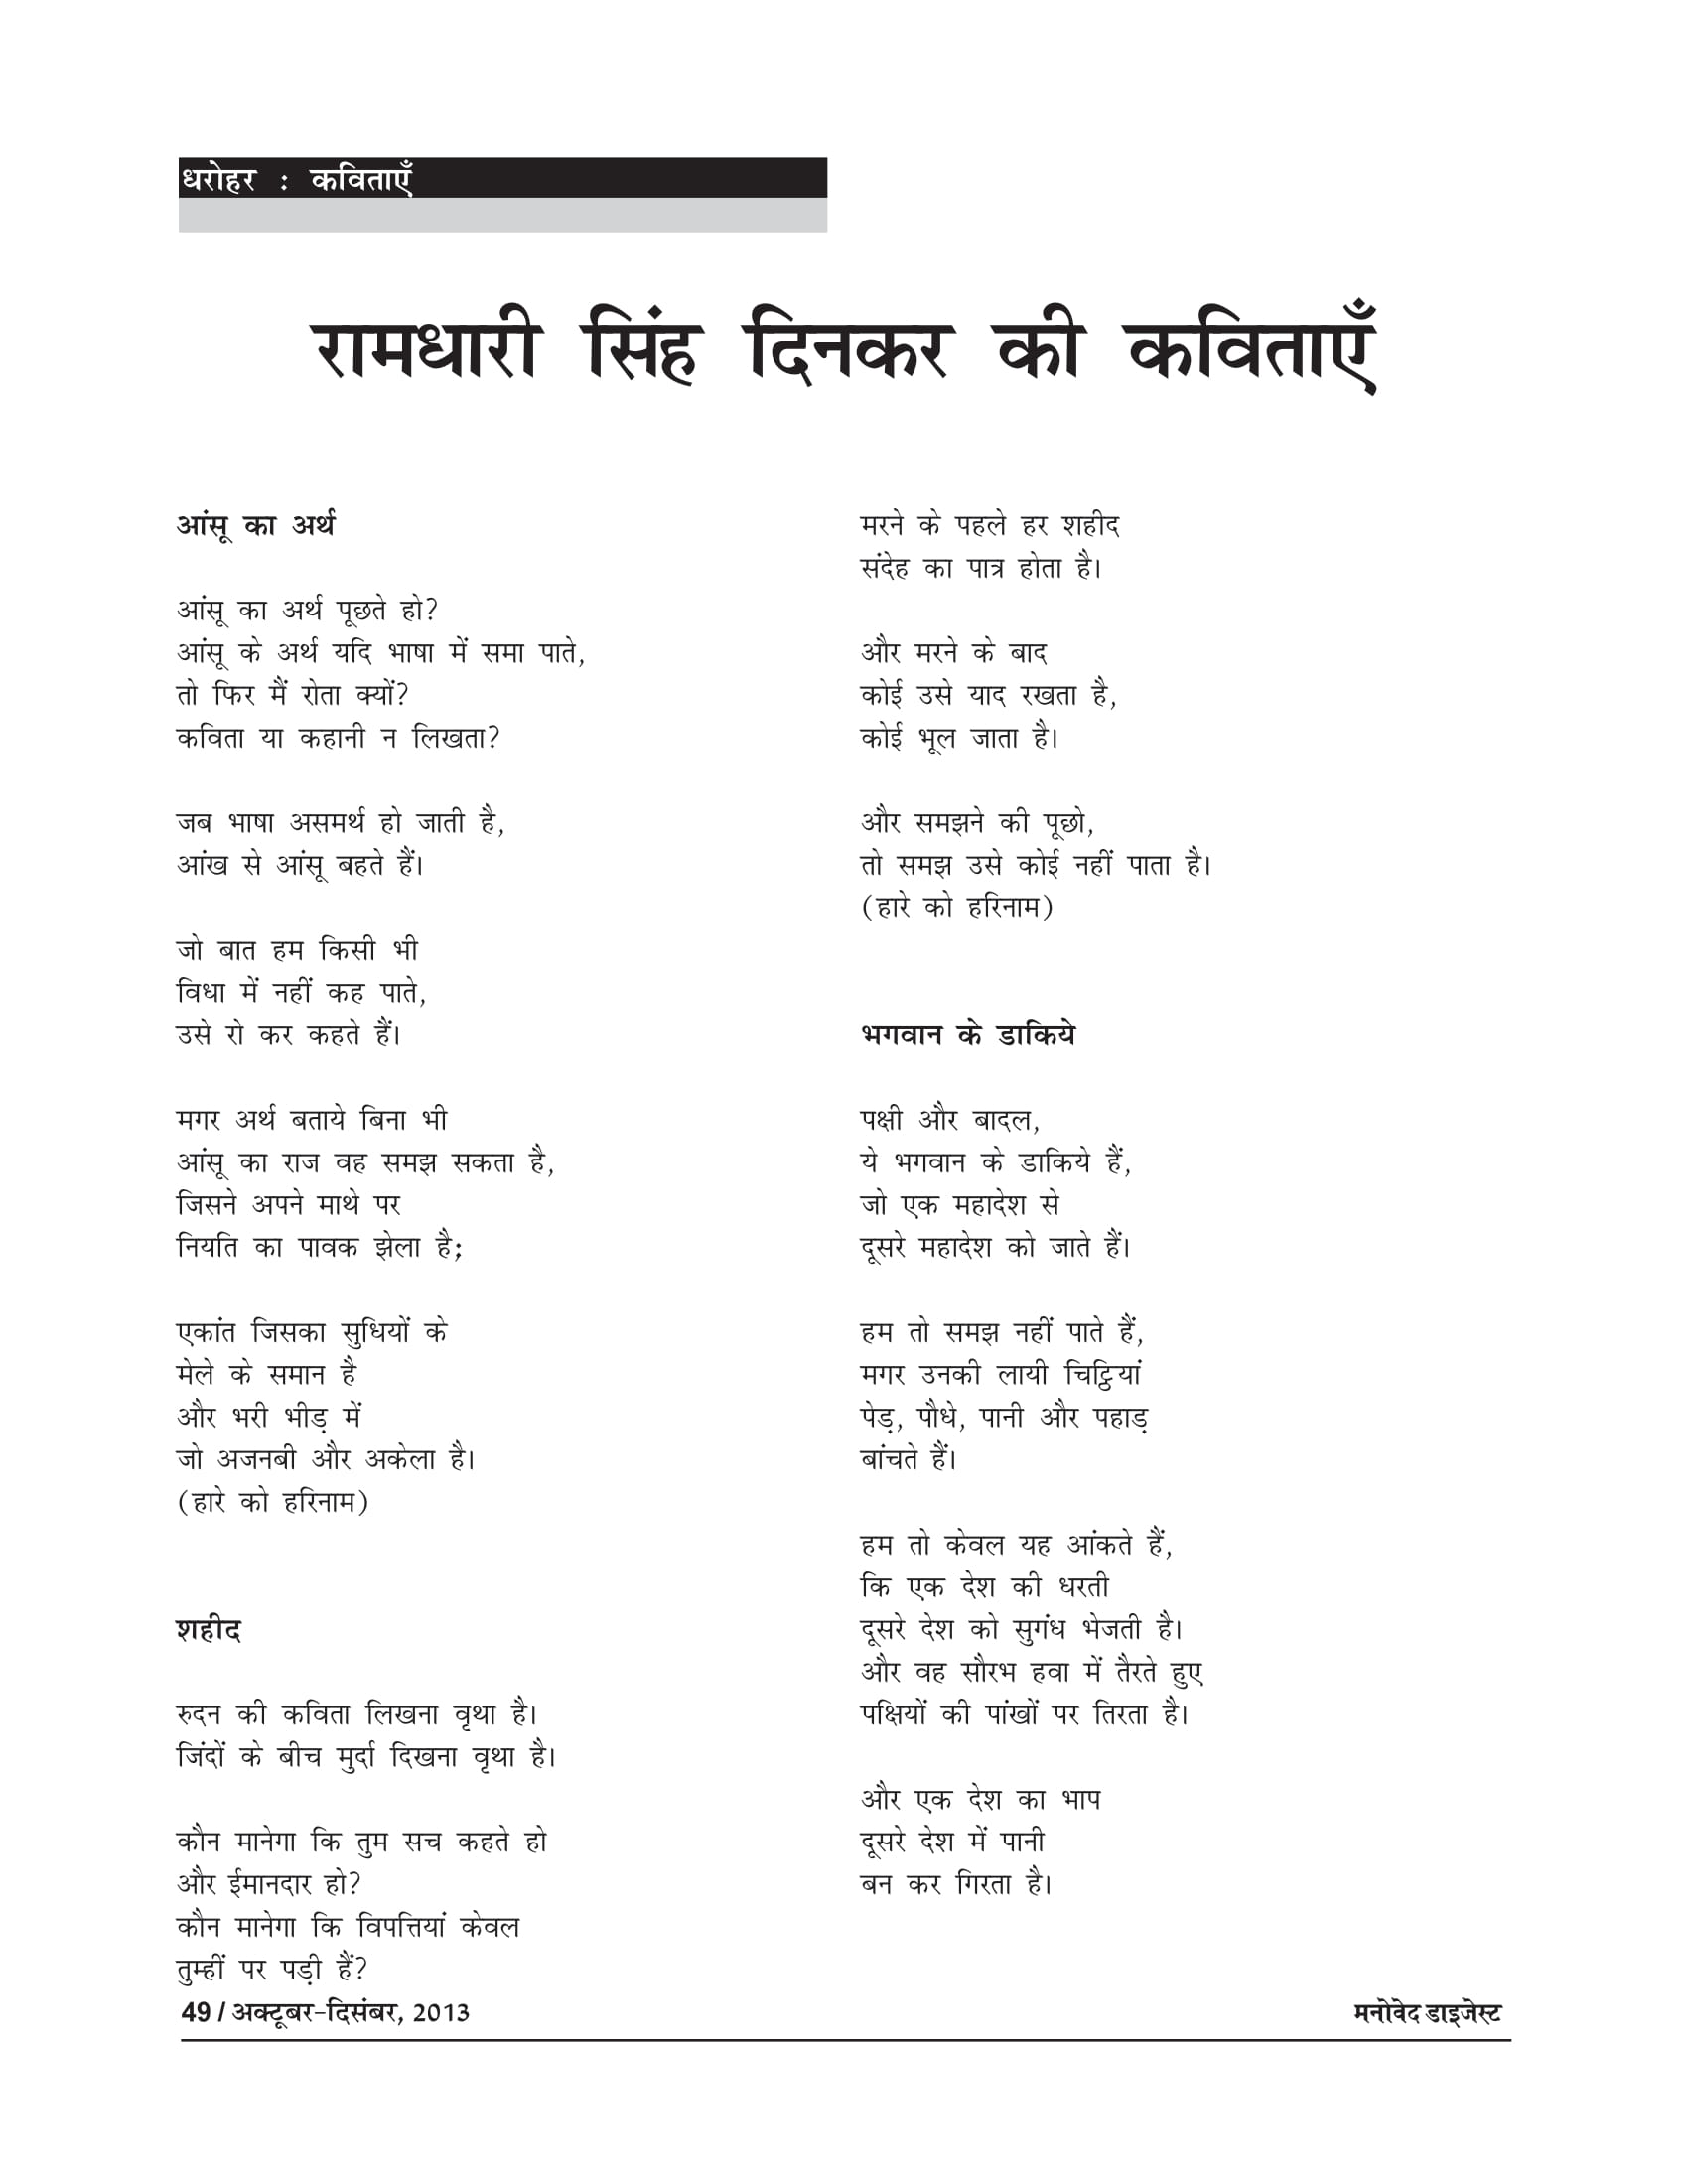 धरोहर : कविताएँ
रामधारी सिंह दिनकर की कविताएँ
आंसू का अर्थ
आंसू का अर्थ पूछते हो?
आंसू के अर्थ यदि भाषा में समा पाते,
तो फिर मैं रोता क्यों?
कविता या कहानी न लिखता?
जब भाषा असमर्थ हो जाती है,
आंख से आंसू बहते हैं।
जो बात हम किसी भी
विधा में नहीं कह पाते,
उसे रो कर कहते हैं।
मगर अर्थ बताये बिना भी
आंसू का राज वह समझ सकता है,
जिसने अपने माथे पर
नियति का पावक झेला है;
एकांत जिसका सुधियों के
मेले के समान है
और भरी भीड़ में
जो अजनबी और अकेला है।
(हारे को हरिनाम)
शहीद
रुदन की कविता लिखना वृथा है।
जिंदों के बीच मुर्दा दिखना वृथा है।
कौन मानेगा कि तुम सच कहते हो
और ईमानदार हो?
कौन मानेगा कि विपत्तियां केवल
तुम्हीं पर पड़ी हैं?
मरने के पहले हर शहीद
संदेह का पात्र होता है।
और मरने के बाद
कोई उसे याद रखता है,
कोई भूल जाता है।
और समझने की पूछो,
तो समझ उसे कोई नहीं पाता है।
(हारे को हरिनाम)
भगवान के डाकिये
पक्षी और बादल,
ये भगवान के डाकिये हैं,
जो एक महादेश से
दूसरे महादेश को जाते हैं।
हम तो समझ नहीं पाते हैं,
मगर उनकी लायी चिट्ठियां
पेड़, पौधे, पानी और पहाड़
बांचते हैं।
हम तो केवल यह आंकते हैं,
कि एक देश की धरती
दूसरे देश को सुगंध भेजती है।
और वह सौरभ हवा में तैरते हुए
पक्षियों की पांखों पर तिरता है।
और एक देश का भाप
दूसरे देश में पानी
बन कर गिरता है।
49 / अक्टूबर-दिसंबर, 2013
मनोवेद डाइजेस्ट